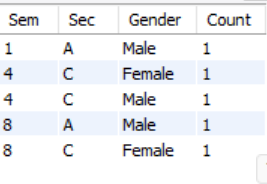 Sem Sec Gender Count
1 A Male 1
4 C Female 1
4 C Male 1
8 A Male 1
8 C Female 1